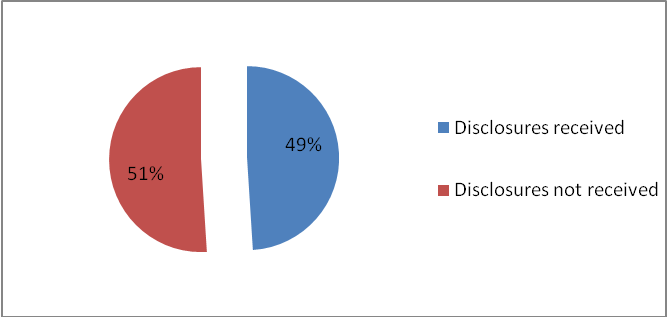 49%
Disclosures received
51%
Disclosures not received